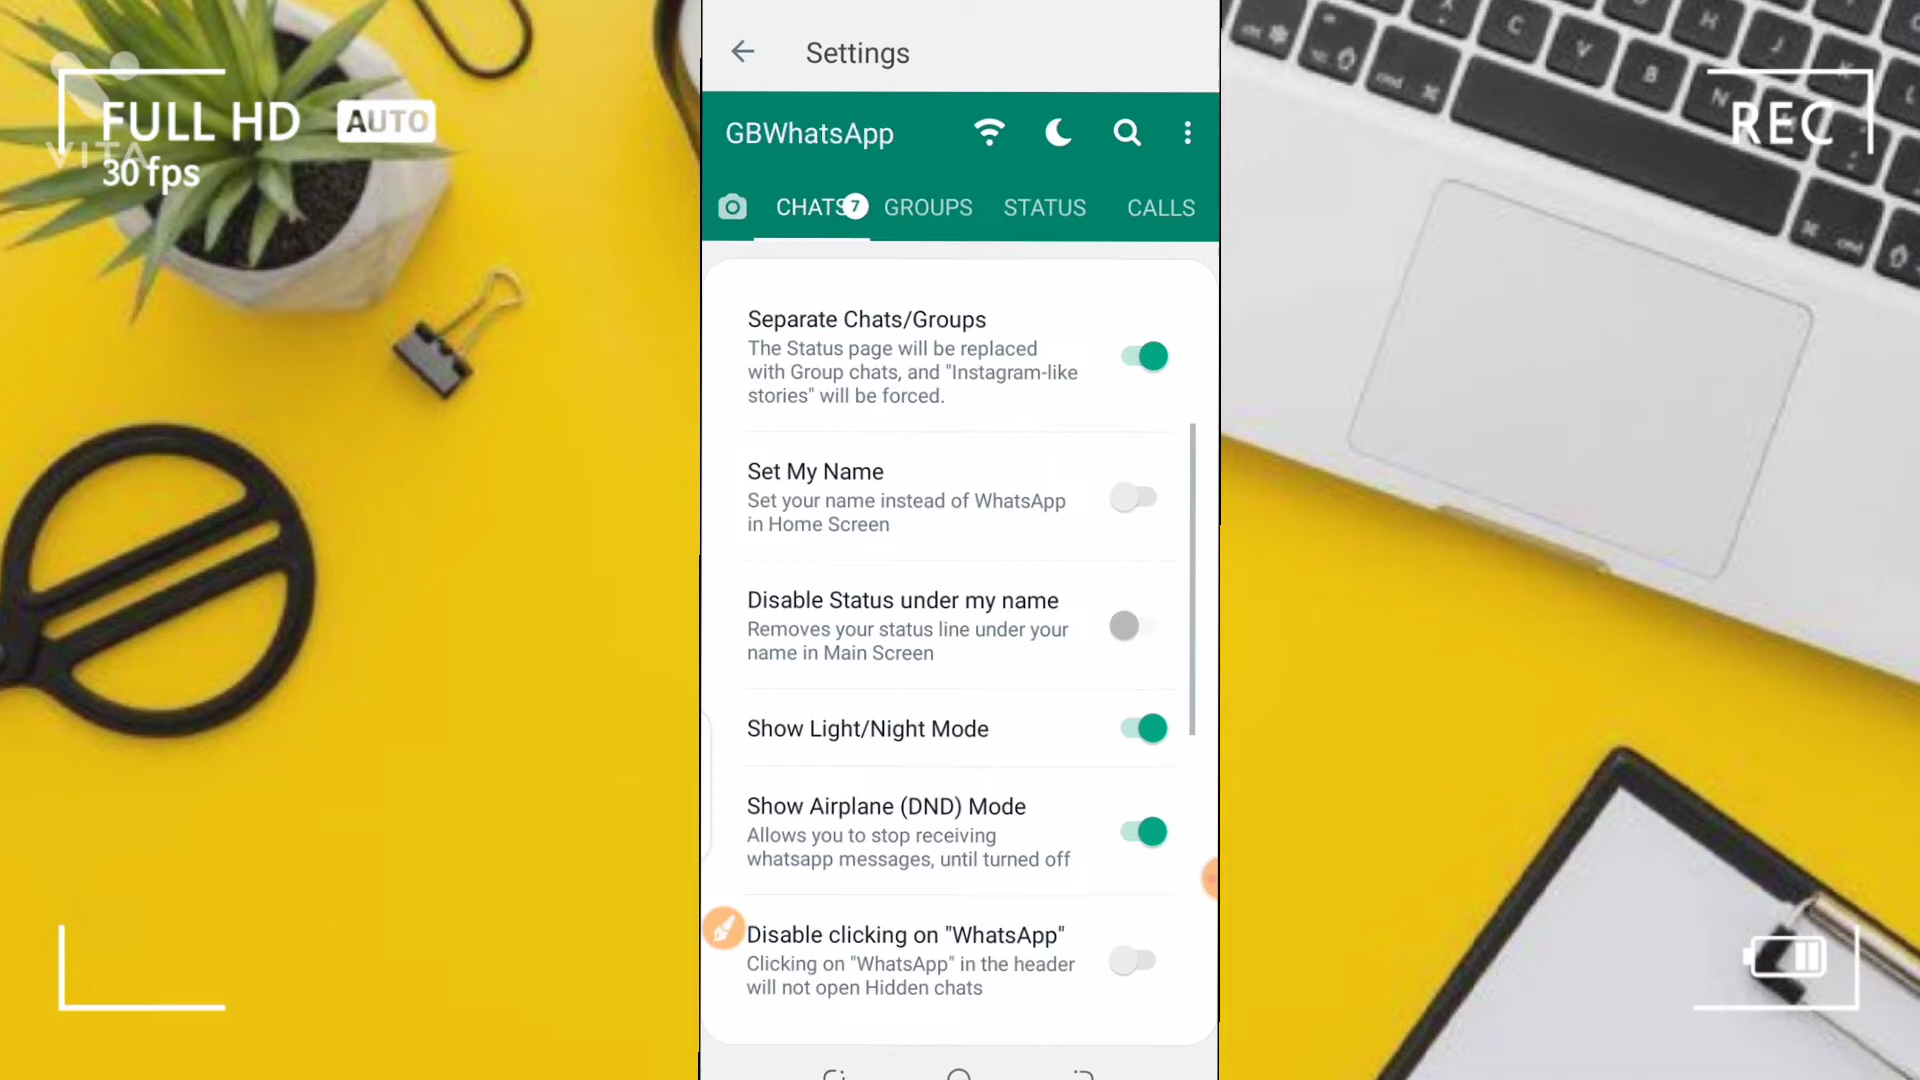 Settings
FULL HD AUTO
30 fps
VITA
REC
GBWhatsApp
CHATS 7 GROUPS STATUS CALLS
Separate Chats/Groups
The Status page will be replaced
with Group chats, and "Instagram-like
stories" will be forced.
Set My Name
Set your name instead of WhatsApp
in Home Screen
Disable Status under my name
Removes your status line under your
name in Main Screen
Show Light/Night Mode
Show Airplane (DND) Mode
Allows you to stop receiving
whatsapp messages, until turned off
Disable clicking on "WhatsApp"
Clicking on "WhatsApp" in the header
will not open Hidden chats
X C V B N H J K L
cmd
cmd